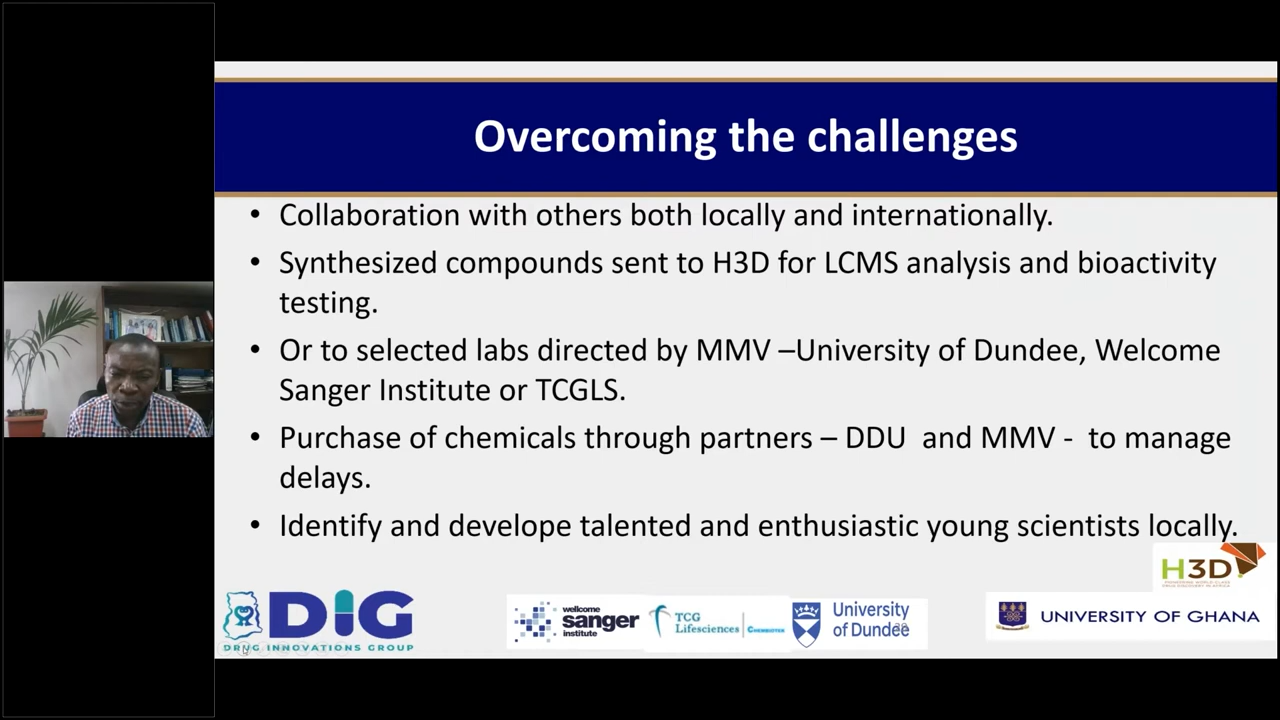 Overcoming the challenges
• Collaboration with others both locally and internationally.
• Synthesized compounds sent to H3D for LCMS analysis and bioactivity
testing.
• Or to selected labs directed by MMV –University of Dundee, Welcome
Sanger Institute or TCGLS.
• Purchase of chemicals through partners – DDU and MMV - to manage
delays.
• Identify and develope talented and enthusiastic young scientists locally.
H3D
DIG
DRUG INNOVATIONS GROUP
wellcome
sanger
institute
TCG
Lifesciences
CHEMBIOTEK
University
of Dundee
UNIVERSITY OF GHANA